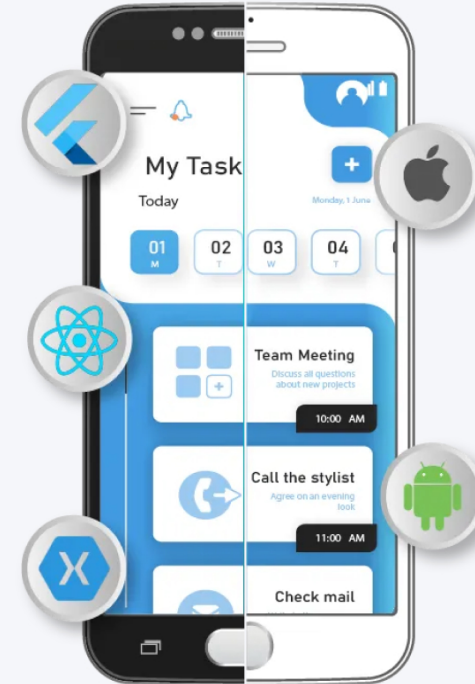 My Task
Today
Monday, 1 June
01 02 03 04
M T W T
Team Meeting
Discuss all questions
about new projects
10:00 AM
Call the stylist
Agree on an evening
look
11:00 AM
Check mail